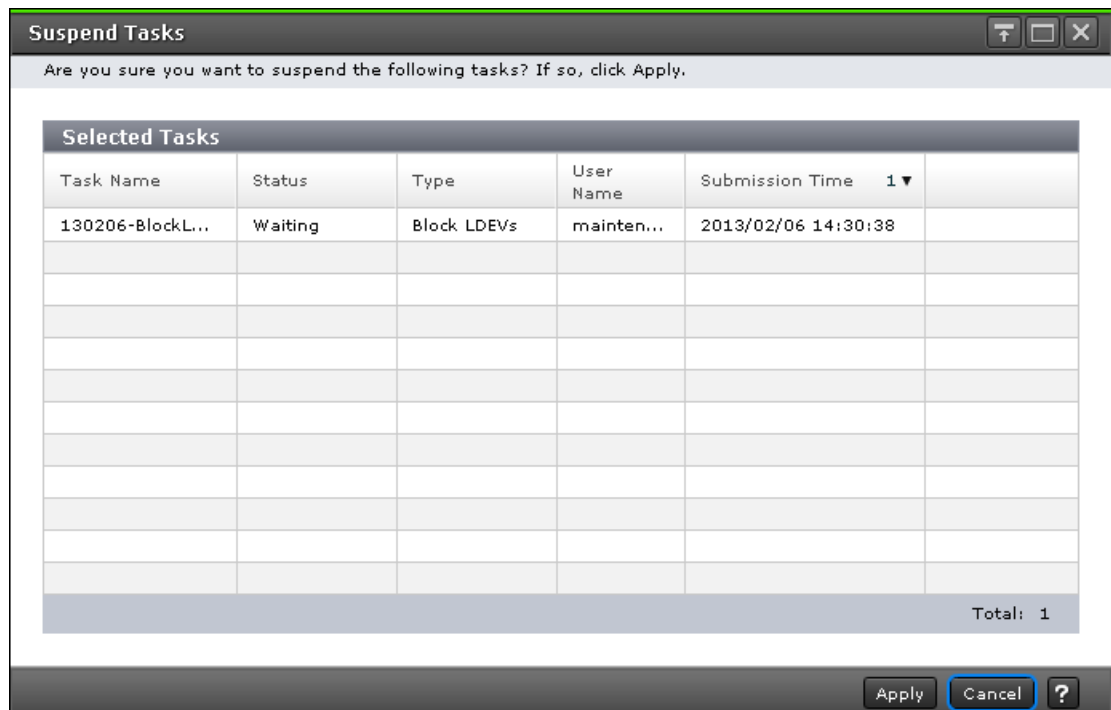 Suspend Tasks
Are you sure you want to suspend the following tasks? If so, click Apply.
Selected Tasks
Task Name Status Type User Name Submission Time 1▼
130206-BlockL... Waiting Block LDEVs mainten... 2013/02/06 14:30:38
Total: 1
Apply Cancel ?